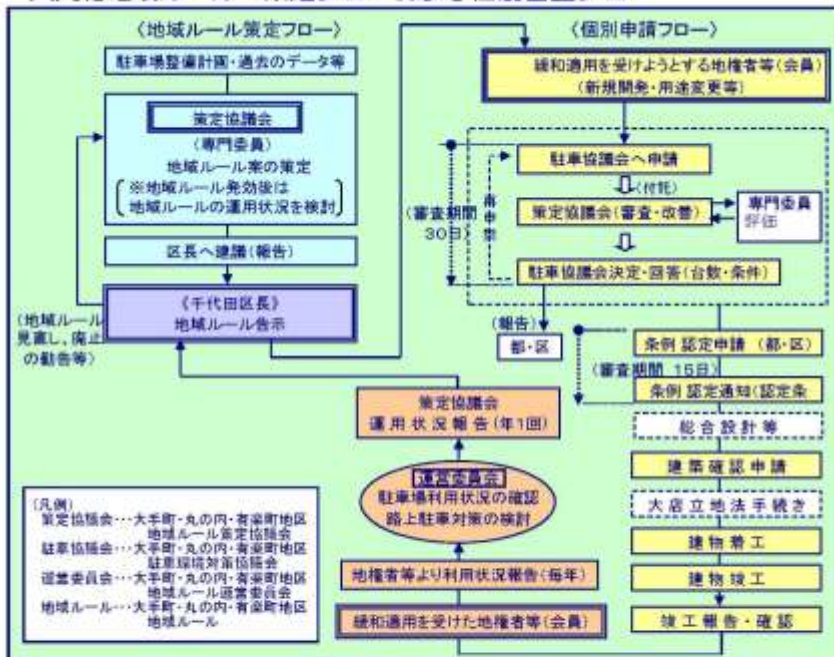 〈地域ルール策定フロー〉
駐車場整備計画・過去のデータ等
策定協議会
(専門委員)
地域ルール案の策定
※地域ルール発効後は
地域ルールの運用状況を検討
区長へ建議(報告)
《千代田区長》
地域ルール告示
(地域ルール
見直し、廃止
の勧告等)
〈個別申請フロー〉
緩和適用を受けようとする地権者等(会員)
(新規開発・用途変更等)
駐車協議会へ申請
(付託)
再申請
(審査期間
30日)
策定協議会(審査・改善)
専門委員
評価
駐車協議会決定・回答(台数・条件)
(報告)
都・区
条例 認定申請 (都・区)
(審査期間 15日)
条例 認定通知(認定条
総合設計等
建築確認申請
大店立地法手続き
建物着工
建物竣工
竣工報告・確認
策定協議会
運用状況報告(年1回)
運営委員会
駐車場利用状況の確認
路上駐車対策の検討
地権者等より利用状況報告(毎年)
緩和適用を受けた地権者等(会員)
(凡例)
策定協議会・・・大手町・丸の内・有楽町地区
地域ルール策定協議会
駐車協議会・・・大手町・丸の内・有楽町地区
駐車環境対策協議会
運営委員会・・・大手町・丸の内・有楽町地区
地域ルール運営委員会
地域ルール・・・大手町・丸の内・有楽町地区
地域ルール